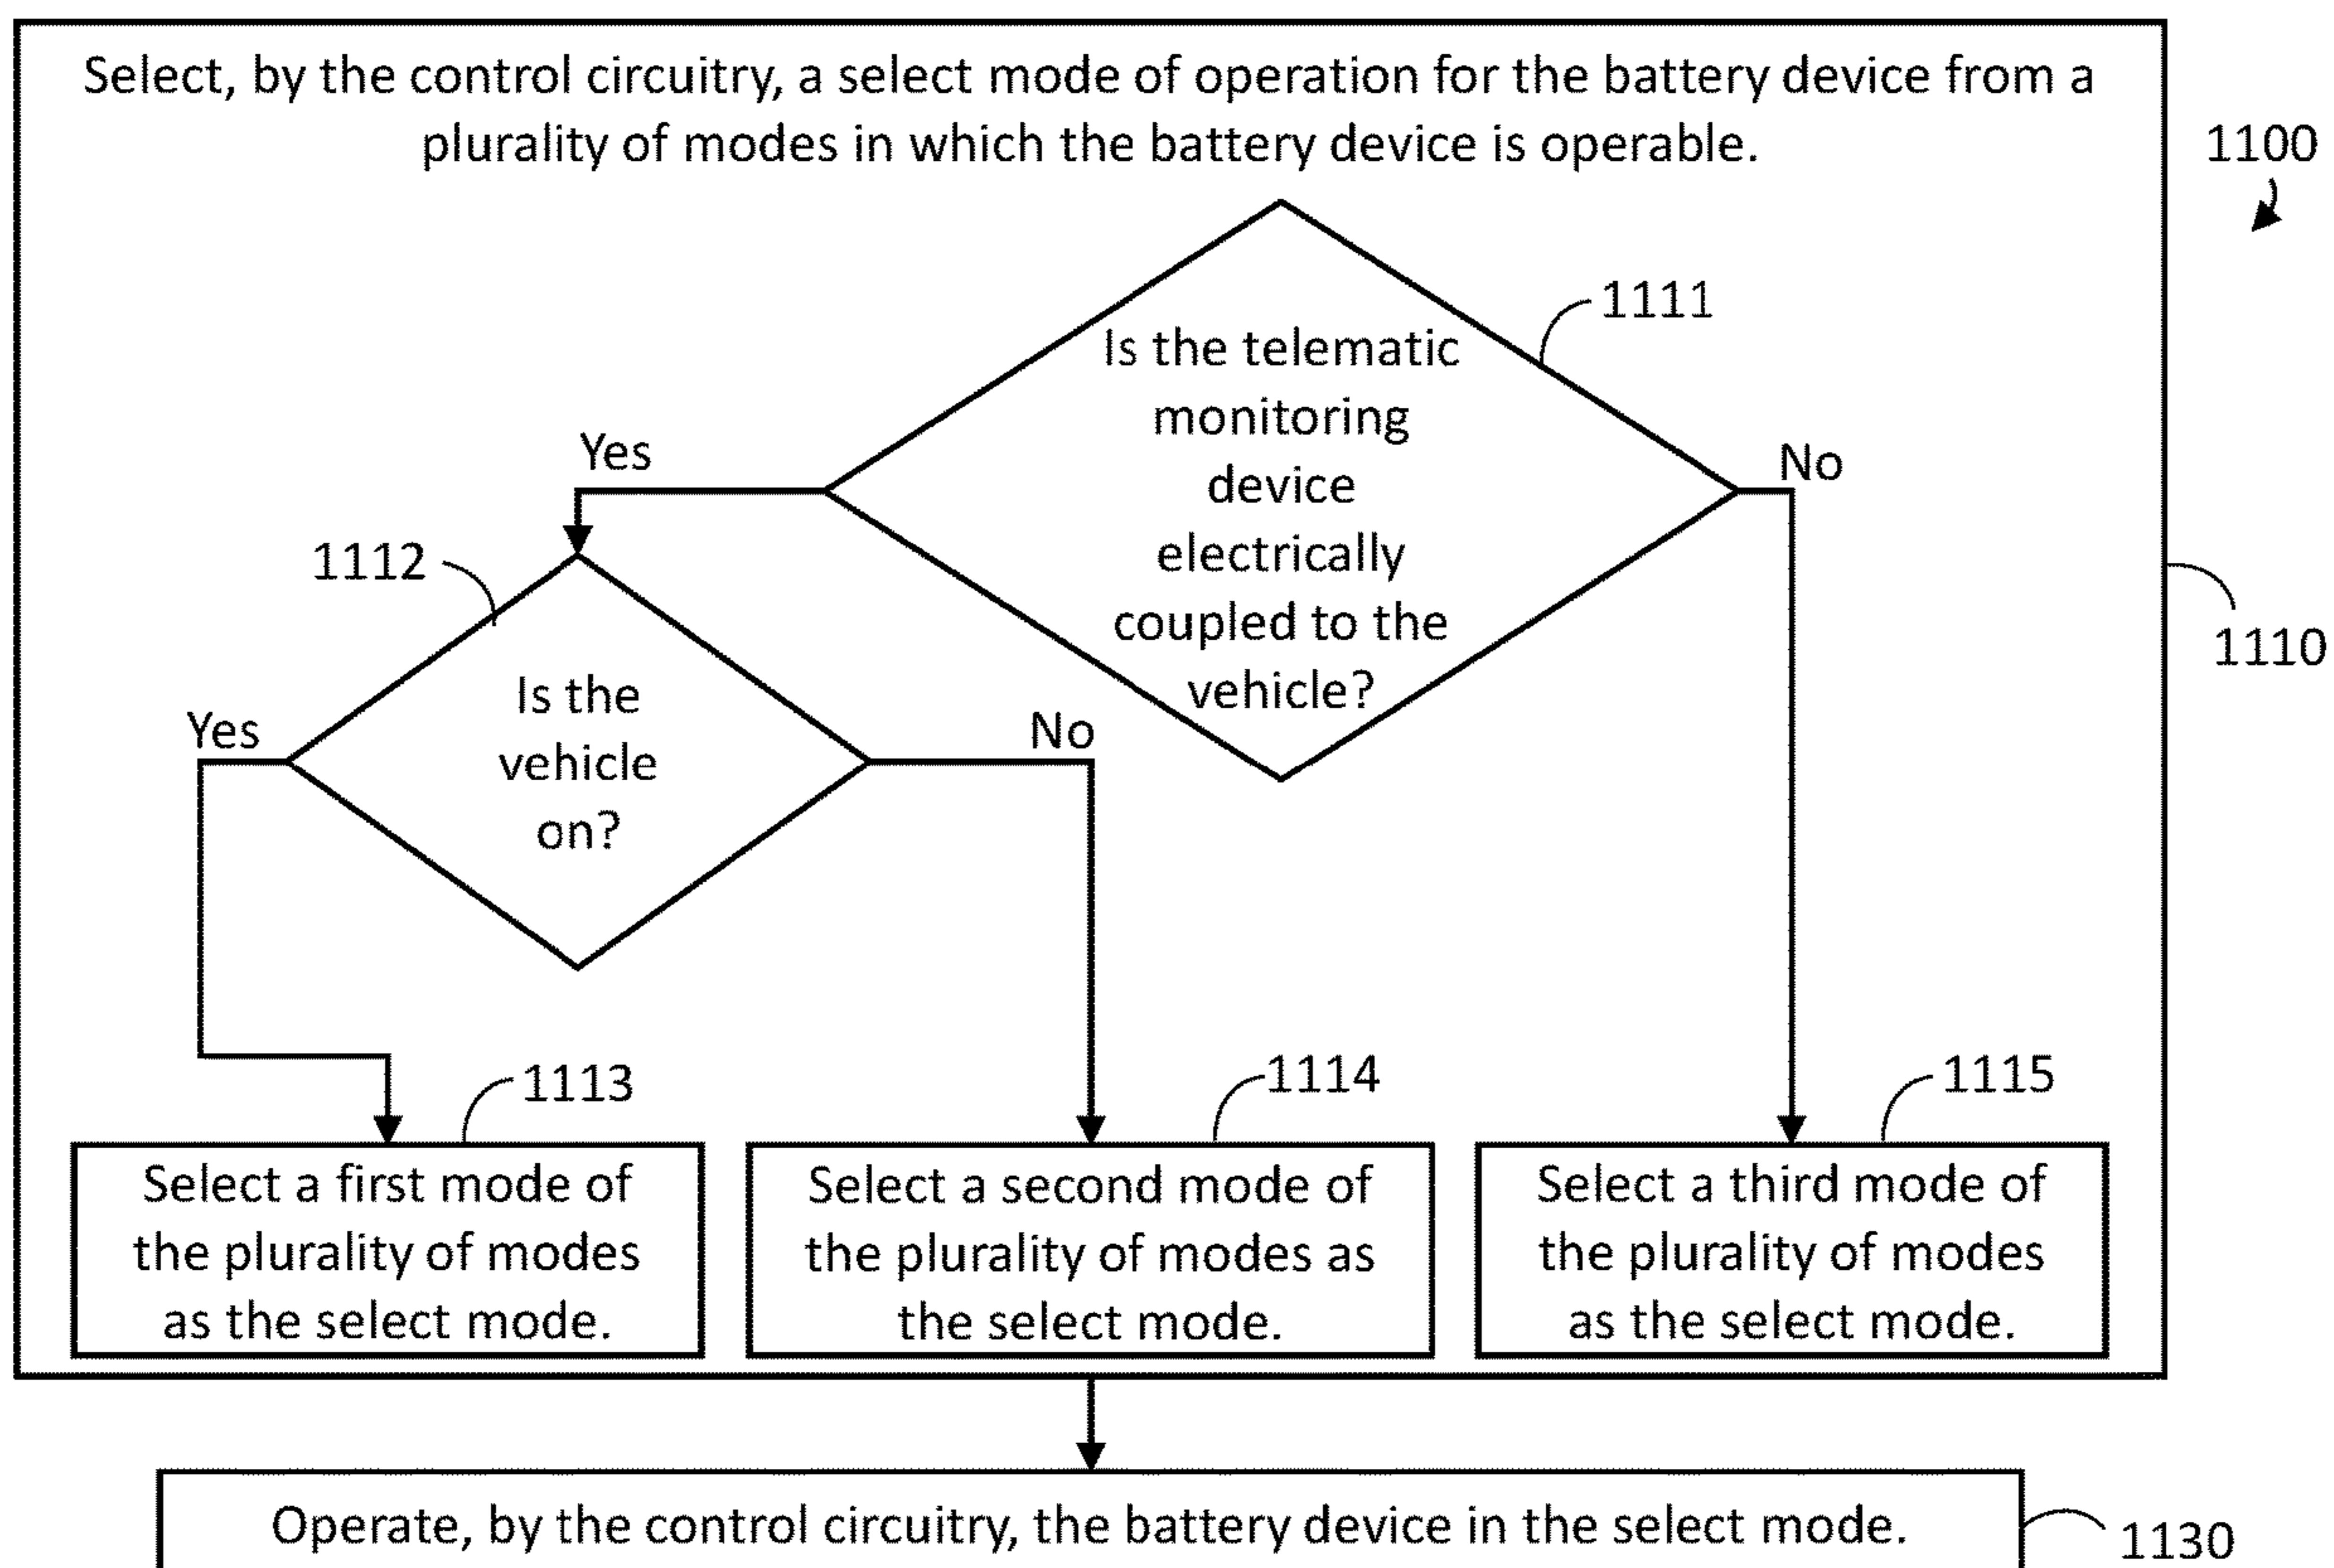 Select, by the control circuitry, a select mode of operation for the battery device from a
plurality of modes in which the battery device is operable.
1100
1111
Is the telematic
monitoring
device
electrically
coupled to the
vehicle?
Yes
No
1112
1110
Is the
vehicle
on?
Yes
No
1113
1114
1115
Select a first mode of
the plurality of modes
as the select mode.
Select a second mode of
the plurality of modes as
the select mode.
Select a third mode of
the plurality of modes
as the select mode.
Operate, by the control circuitry, the battery device in the select mode.
1130